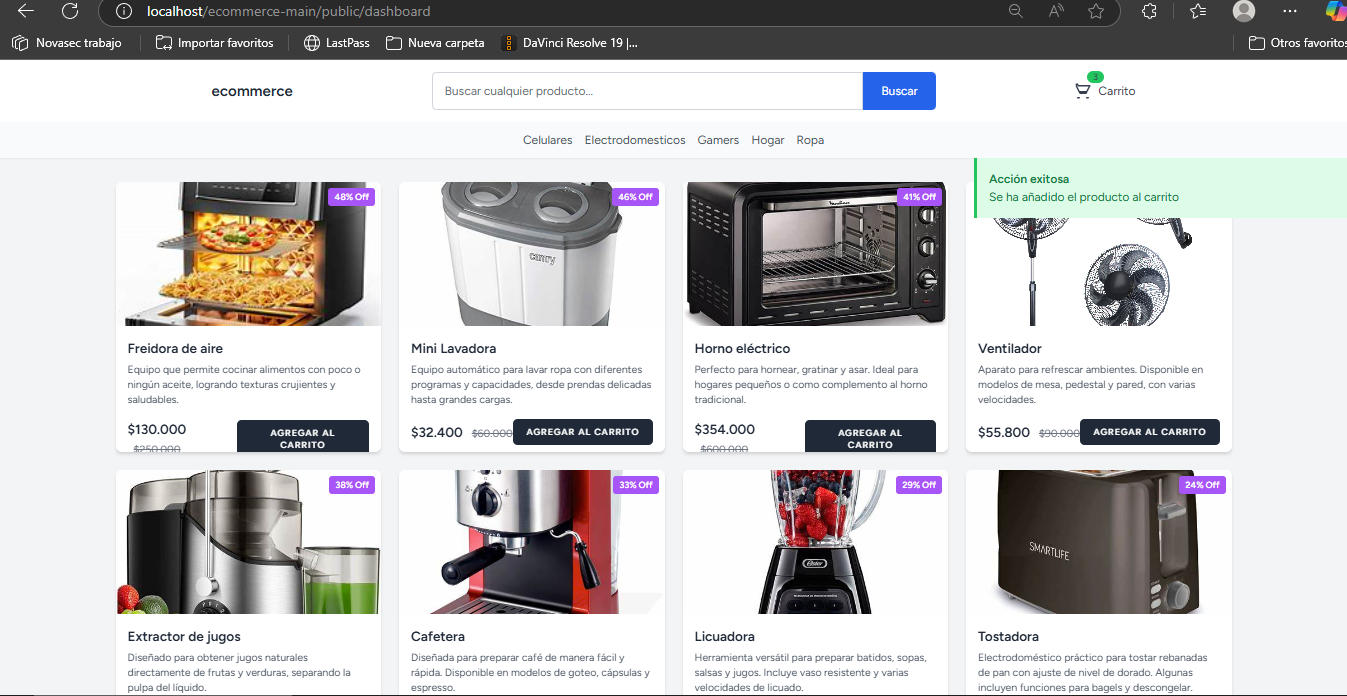 localhost/ecommerce-main/public/dashboard
Novasec trabajo
Importar favoritos
LastPass
Nueva carpeta
DaVinci Resolve 19 |...
Otros favoritos
ecommerce
Buscar cualquier producto...
Buscar
3
Carrito
Celulares
Electrodomesticos
Gamers
Hogar
Ropa
Acción exitosa
Se ha añadido el producto al carrito
48% Off
Freidora de aire
Equipo que permite cocinar alimentos con poco o
ningún aceite, logrando texturas crujientes y
saludables.
$130.000
$250.000
AGREGAR AL
CARRITO
46% Off
camry
Mini Lavadora
Equipo automático para lavar ropa con diferentes
programas y capacidades, desde prendas delicadas
hasta grandes cargas.
$32.400
$60.000
AGREGAR AL CARRITO
41% Off
Moulinex
Horno eléctrico
Perfecto para hornear, gratinar y asar. Ideal para
hogares pequeños o como complemento al horno
tradicional.
$354.000
$600.000
AGREGAR AL
CARRITO
Ventilador
Aparato para refrescar ambientes. Disponible en
modelos de mesa, pedestal y pared, con varias
velocidades.
$55.800
$90.000
AGREGAR AL CARRITO
38% Off
Extractor de jugos
Diseñado para obtener jugos naturales
directamente de frutas y verduras, separando la
pulpa del líquido.
33% Off
Cafetera
Diseñada para preparar café de manera fácil y
rápida. Disponible en modelos de goteo, cápsulas y
espresso.
29% Off
Oster
Licuadora
Herramienta versátil para preparar batidos, sopas,
salsas y jugos. Incluye vaso resistente y varias
velocidades de licuado.
24% Off
SMARTLIFE
Tostadora
Electrodoméstico práctico para tostar rebanadas
de pan con ajuste de nivel de dorado. Algunas
incluyen funciones para bagels y descongelar.